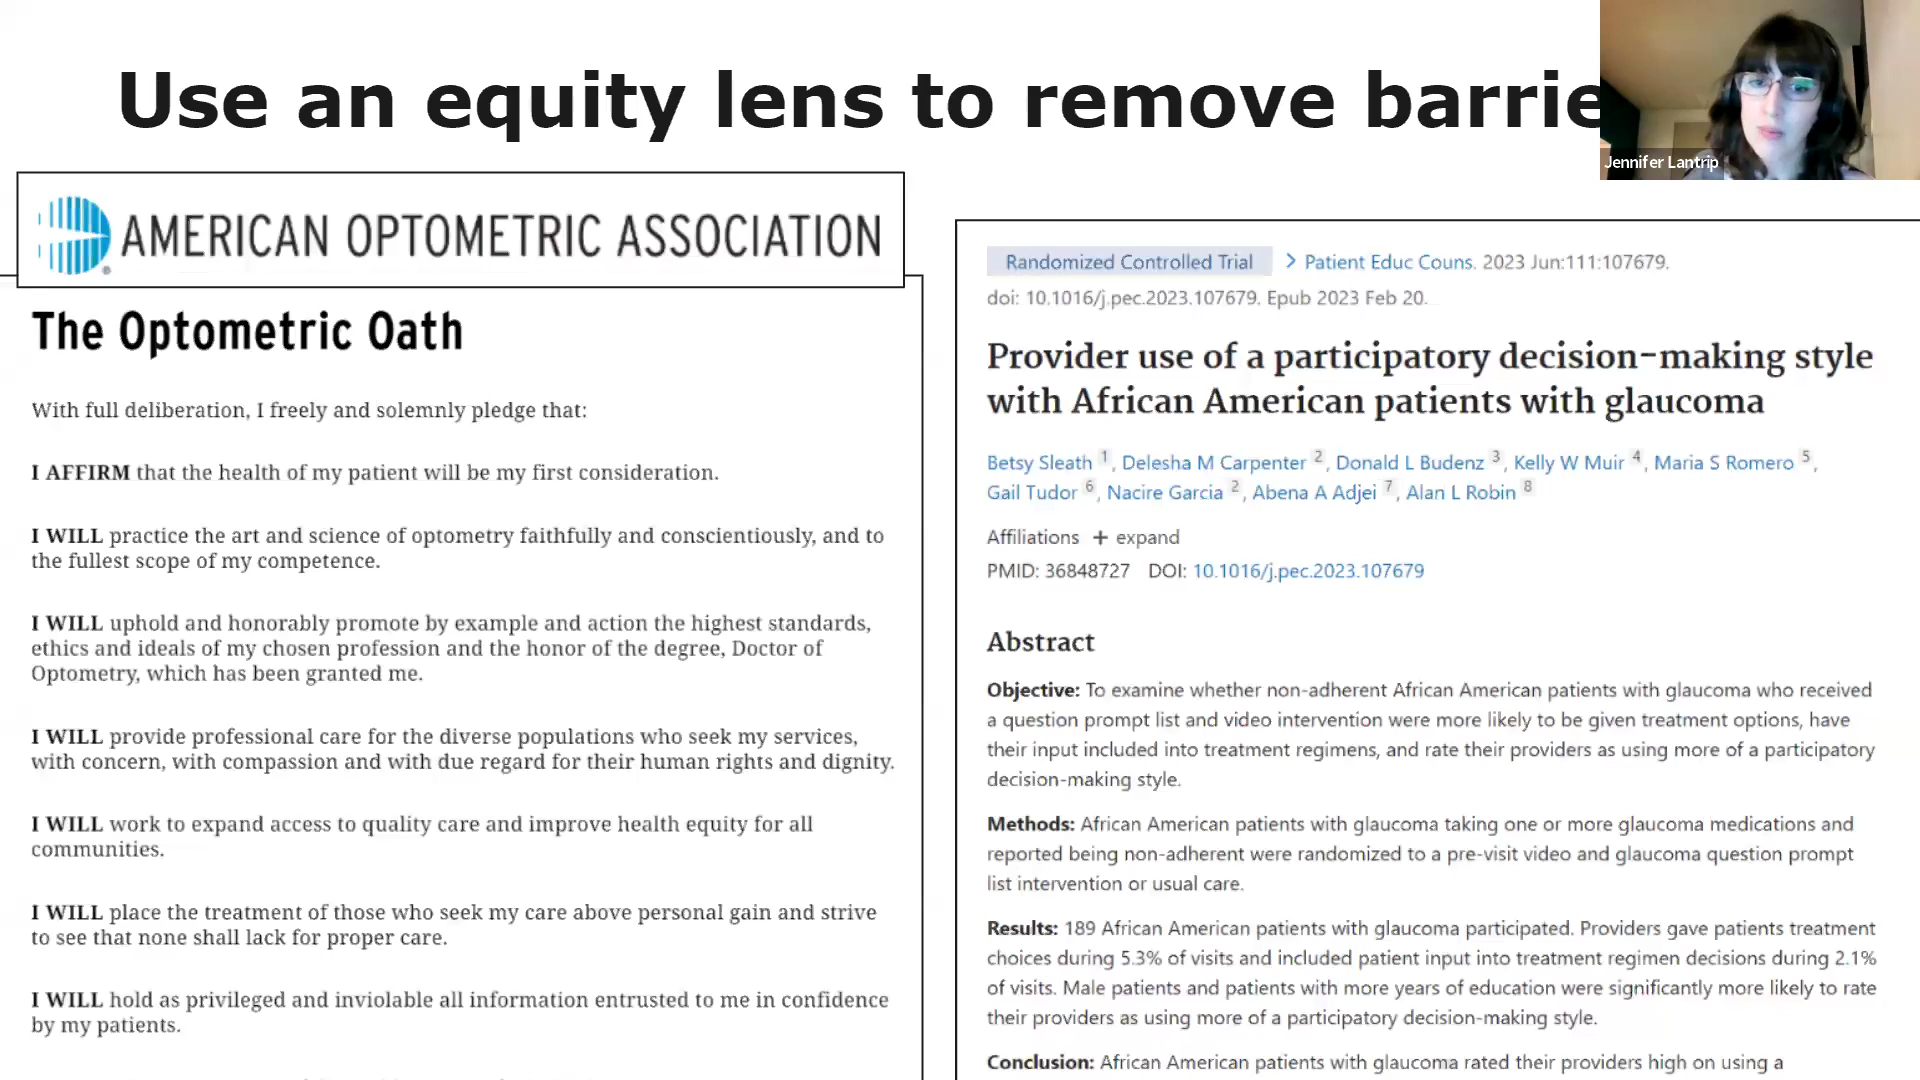 Use an equity lens to remove
Jennifer Lantrip
AMERICAN OPTOMETRIC ASSOCIATION
The Optometric Oath
With full deliberation, I freely and solemnly pledge that:
I AFFIRM that the health of my patient will be my first consideration.
I WILL practice the art and science of optometry faithfully and conscientiously, and to
the fullest scope of my competence.
I WILL uphold and honorably promote by example and action the highest standards,
ethics and ideals of my chosen profession and the honor of the degree, Doctor of
Optometry, which has been granted me.
I WILL provide professional care for the diverse populations who seek my services,
with concern, with compassion and with due regard for their human rights and dignity.
I WILL work to expand access to quality care and improve health equity for all
communities.
I WILL place the treatment of those who seek my care above personal gain and strive
to see that none shall lack for proper care.
I WILL hold as privileged and inviolable all information entrusted to me in confidence
by my patients.
Randomized Controlled Trial > Patient Educ Couns. 2023 Jun:111:107679.
doi: 10.1016/j.pec.2023.107679. Epub 2023 Feb 20.
Provider use of a participatory decision-making style
with African American patients with glaucoma
Betsy Sleath 1, Delesha M Carpenter 2, Donald L Budenz 3, Kelly W Muir 4, Maria S Romero 5,
Gail Tudor 6, Nacire Garcia 2, Abena A Adjei 7, Alan L Robin 8
Affiliations + expand
PMID: 36848727 DOI: 10.1016/j.pec.2023.107679
Abstract
Objective: To examine whether non-adherent African American patients with glaucoma who received
a question prompt list and video intervention were more likely to be given treatment options, have
their input included into treatment regimens, and rate their providers as using more of a participatory
decision-making style.
Methods: African American patients with glaucoma taking one or more glaucoma medications and
reported being non-adherent were randomized to a pre-visit video and glaucoma question prompt
list intervention or usual care.
Results: 189 African American patients with glaucoma participated. Providers gave patients treatment
choices during 5.3% of visits and included patient input into treatment regimen decisions during 2.1%
of visits. Male patients and patients with more years of education were significantly more likely to rate
their providers as using more of a participatory decision-making style.
Conclusion: African American patients with glaucoma rated their providers high on using a